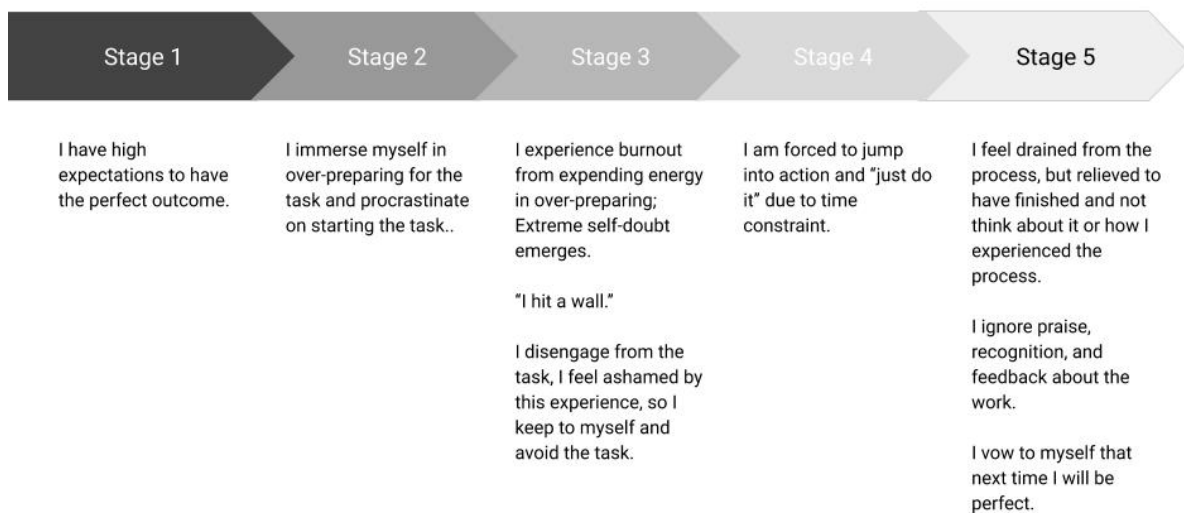 Stage 1
Stage 2
Stage 3
Stage 4
Stage 5
I have high
expectations to have
the perfect outcome.
I immerse myself in
over-preparing for the
task and procrastinate
on starting the task..
I experience burnout
from expending energy
in over-preparing;
Extreme self-doubt
emerges.
“I hit a wall.”
I disengage from the
task, I feel ashamed by
this experience, so I
keep to myself and
avoid the task.
I am forced to jump
into action and “just do
it” due to time
constraint.
I feel drained from the
process, but relieved to
have finished and not
think about it or how I
experienced the
process.
I ignore praise,
recognition, and
feedback about the
work.
I vow to myself that
next time I will be
perfect.